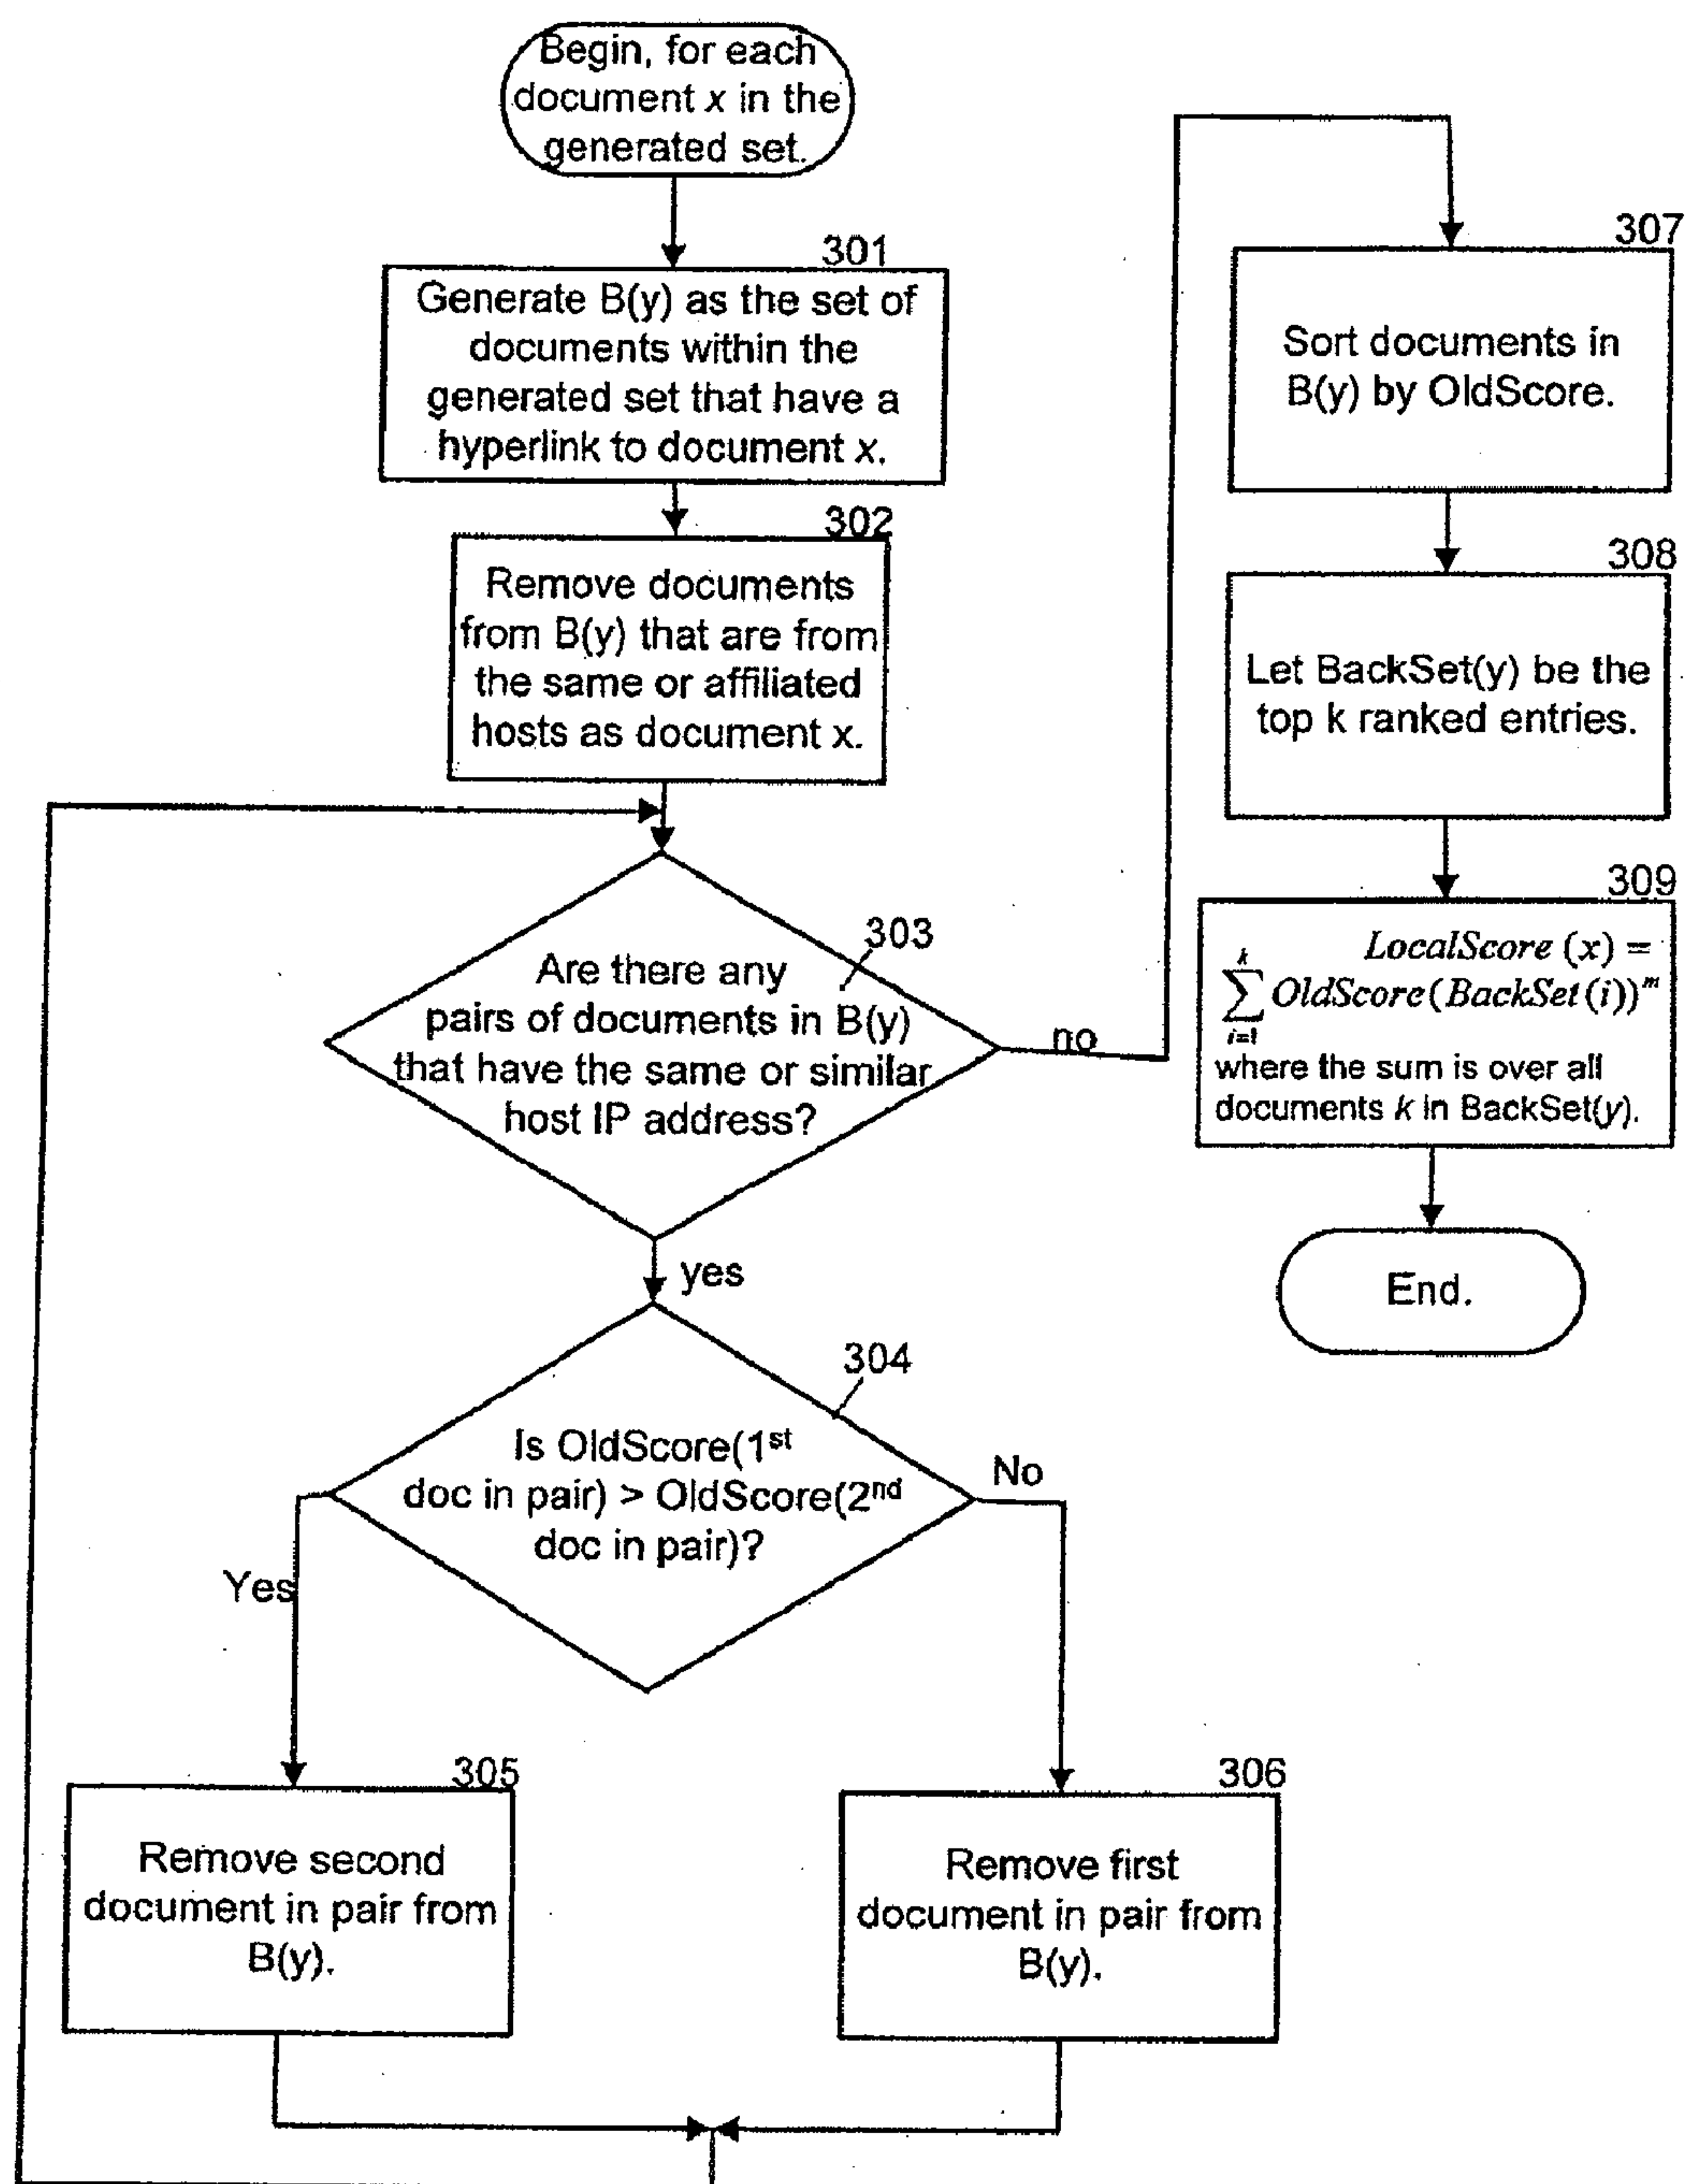 Begin, for each
document x in the
generated set.
301
Generate B(y) as the set of
documents within the
generated set that have a
hyperlink to document x.
302
Remove documents
from B(y) that are from
the same or affiliated
hosts as document x.
303
Are there any
pairs of documents in B(y)
that have the same or similar
host IP address?
no
yes
304
Is OldScore(1st
doc in pair) > OldScore(2nd
doc in pair)?
Yes
No
305
Remove second
document in pair from
B(y).
306
Remove first
document in pair from
B(y).
307
Sort documents in
B(y) by OldScore.
308
Let BackSet(y) be the
top k ranked entries.
309
LocalScore (x) =
k
∑ OldScore(BackSet(i))^m
i=1
where the sum is over all
documents k in BackSet(y).
End.